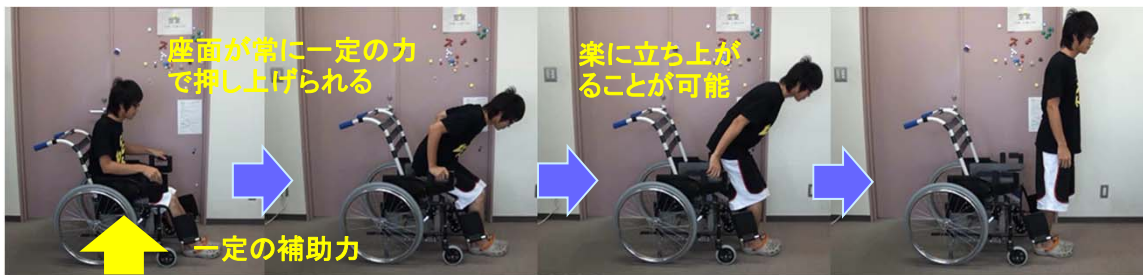 座面が常に一定の力
で押し上げられる
楽に立ち上が
ることが可能
一定の補助力